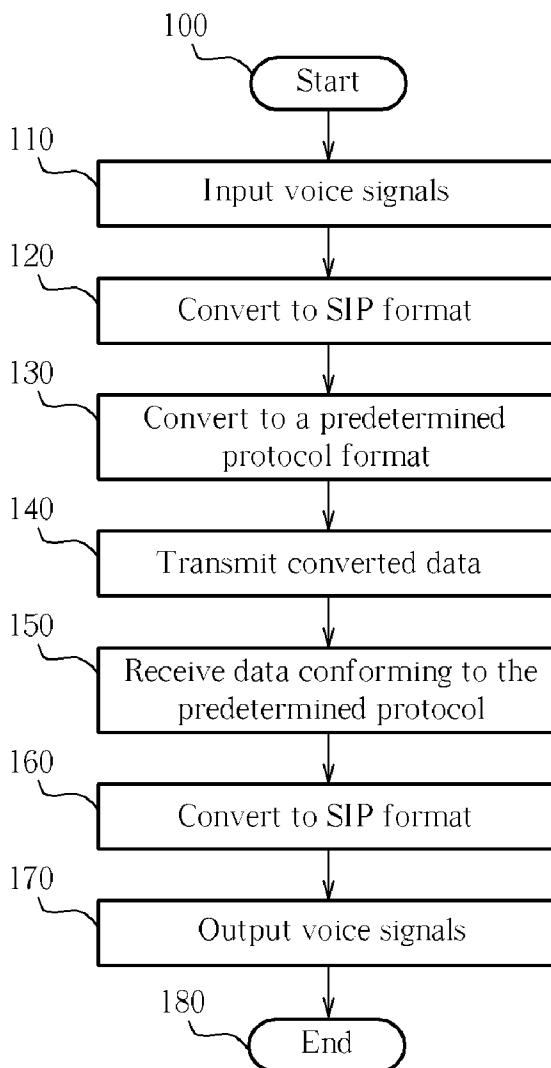 100
Start
110
Input voice signals
120
Convert to SIP format
130
Convert to a predetermined
protocol format
140
Transmit converted data
150
Receive data conforming to the
predetermined protocol
160
Convert to SIP format
170
Output voice signals
180
End